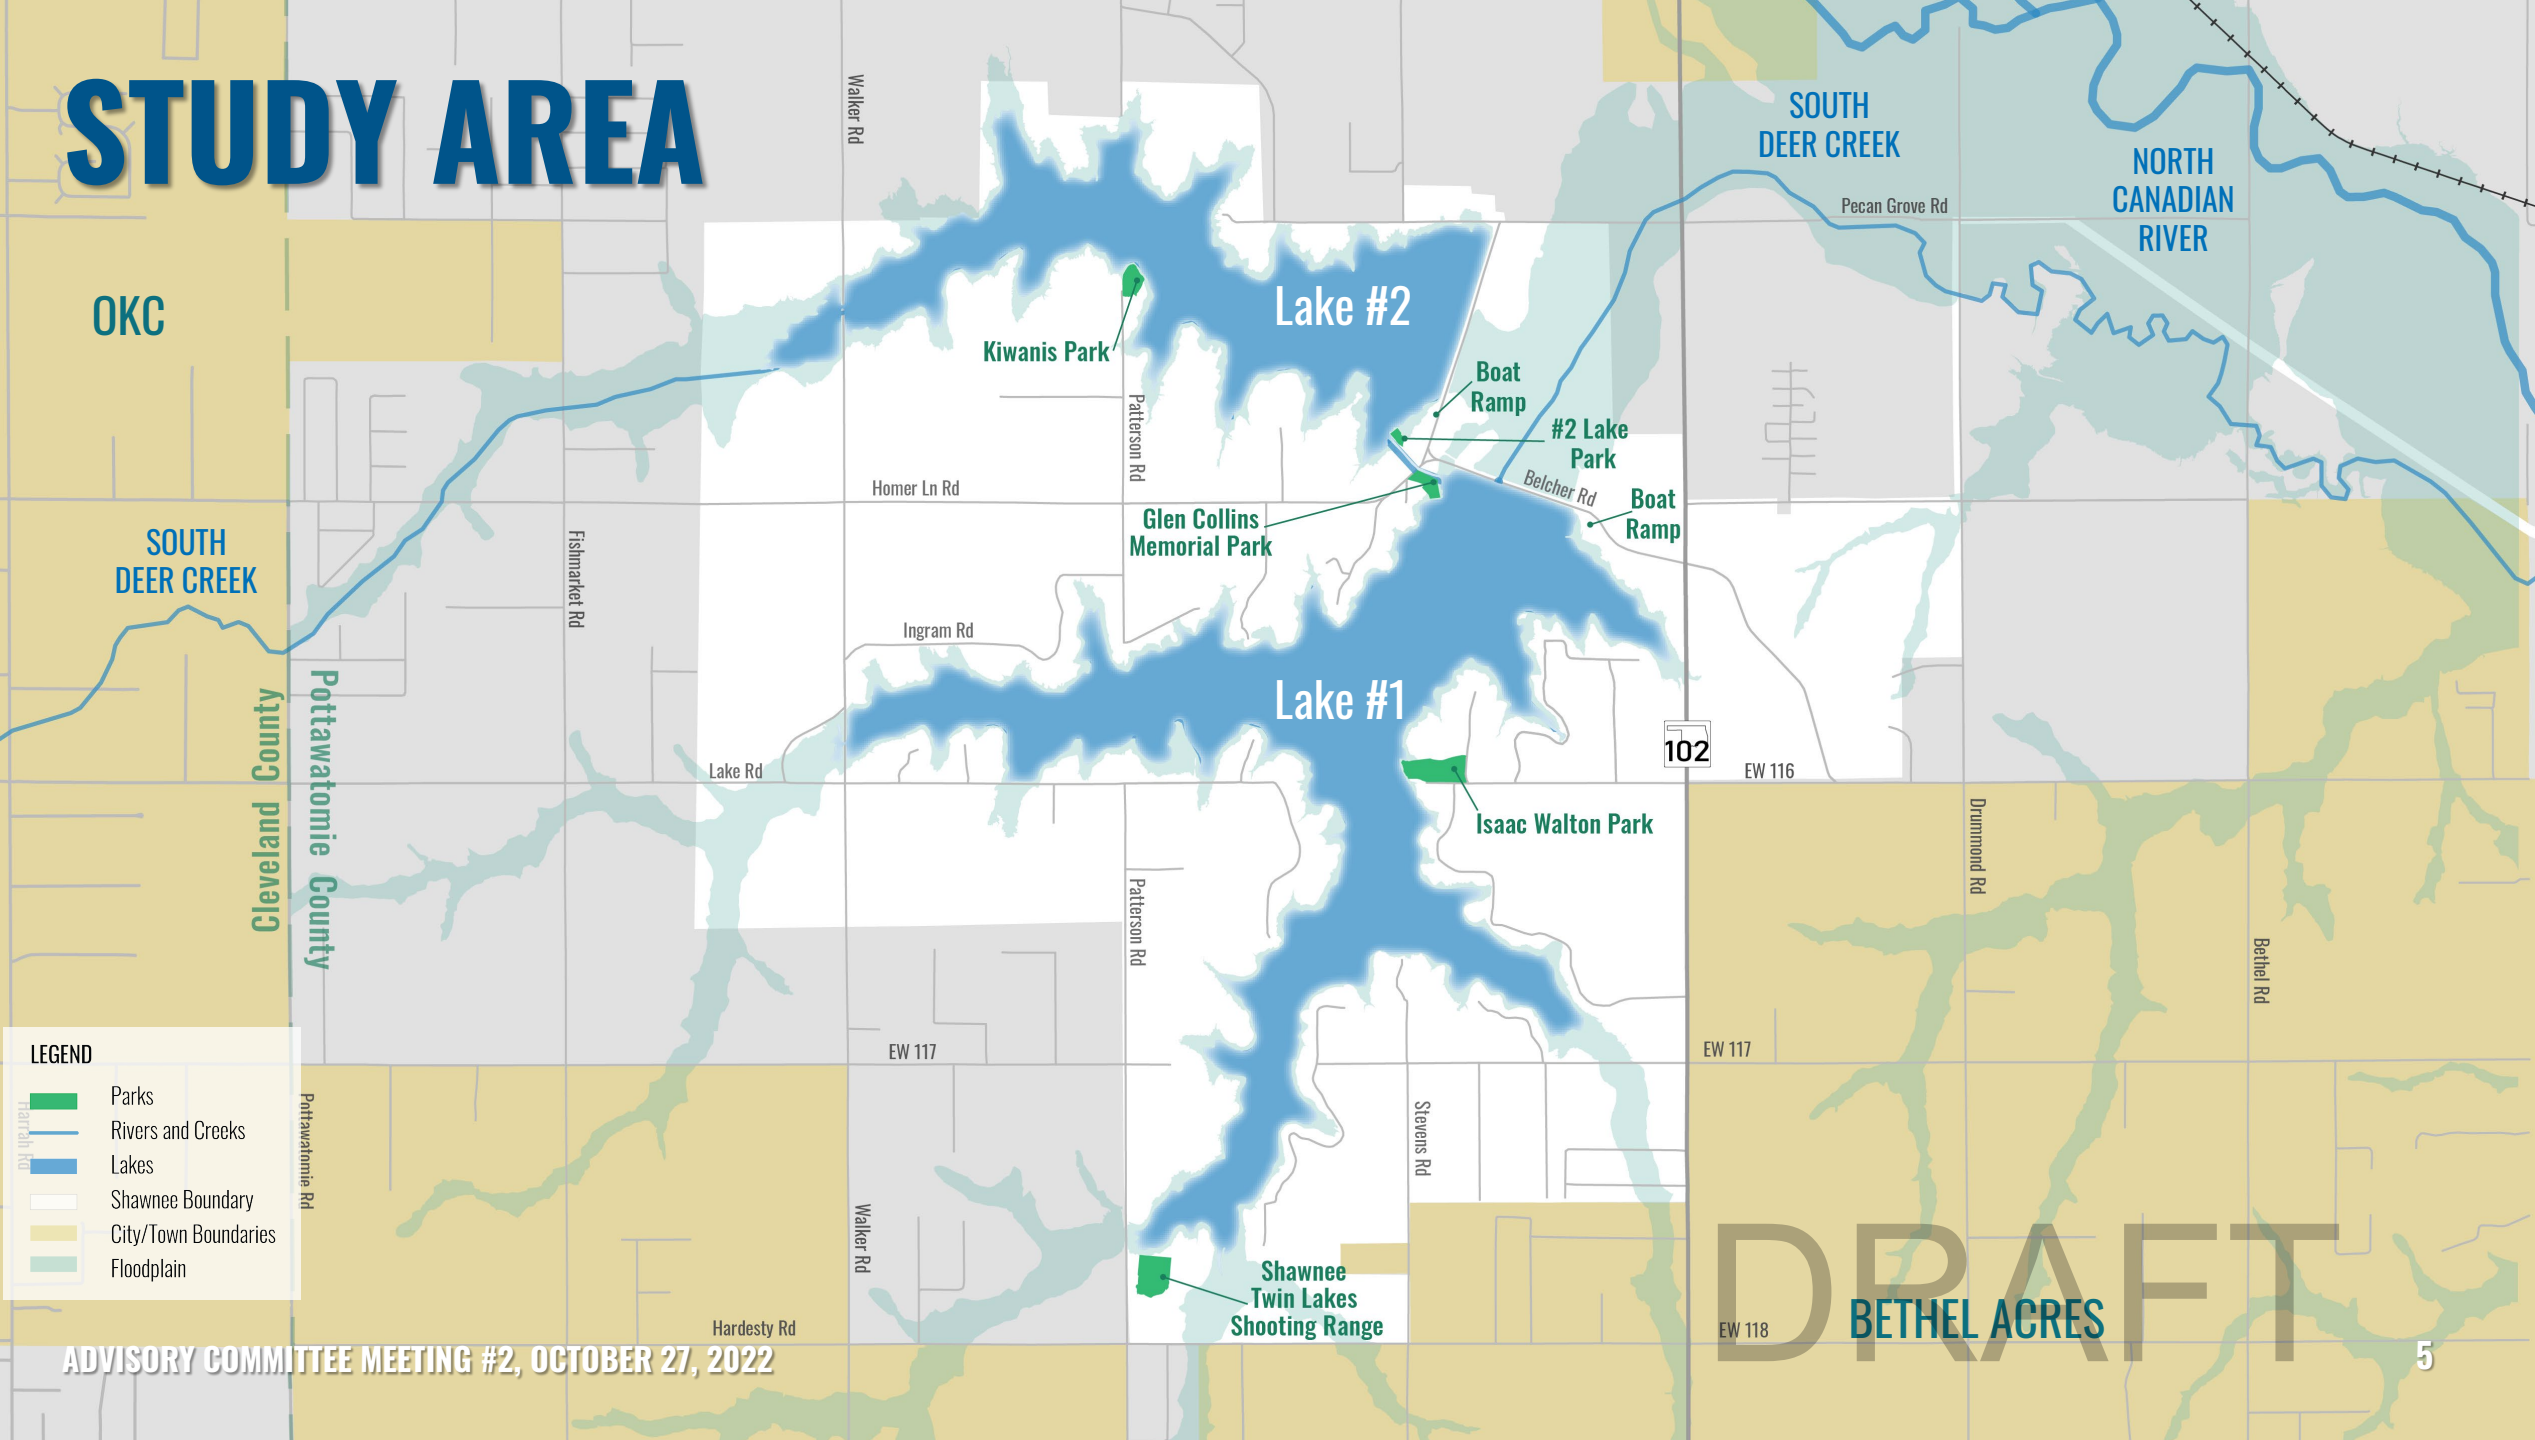 STUDY AREA
Walker Rd
SOUTH
DEER CREEK
NORTH
CANADIAN
RIVER
Pecan Grove Rd
OKC
Lake #2
Kiwanis Park
Boat
Ramp
Patterson Rd
#2 Lake
Park
Homer Ln Rd
Belcher Rd
Boat
Ramp
Glen Collins
Memorial Park
SOUTH
DEER CREEK
Fishmarket Rd
Ingram Rd
Cleveland County
Pottawatomie County
Lake #1
102
Lake Rd
EW 116
Isaac Walton Park
Drummond Rd
Patterson Rd
Bethel Rd
EW 117
EW 117
LEGEND
Parks
Rivers and Creeks
Lakes
Shawnee Boundary
City/Town Boundaries
Floodplain
Harrah Rd
Pottawatomie Rd
Stevens Rd
Walker Rd
Shawnee
Twin Lakes
Shooting Range
Hardesty Rd
EW 118
BETHEL ACRES
DRAFT
ADVISORY COMMITTEE MEETING #2, OCTOBER 27, 2022
5